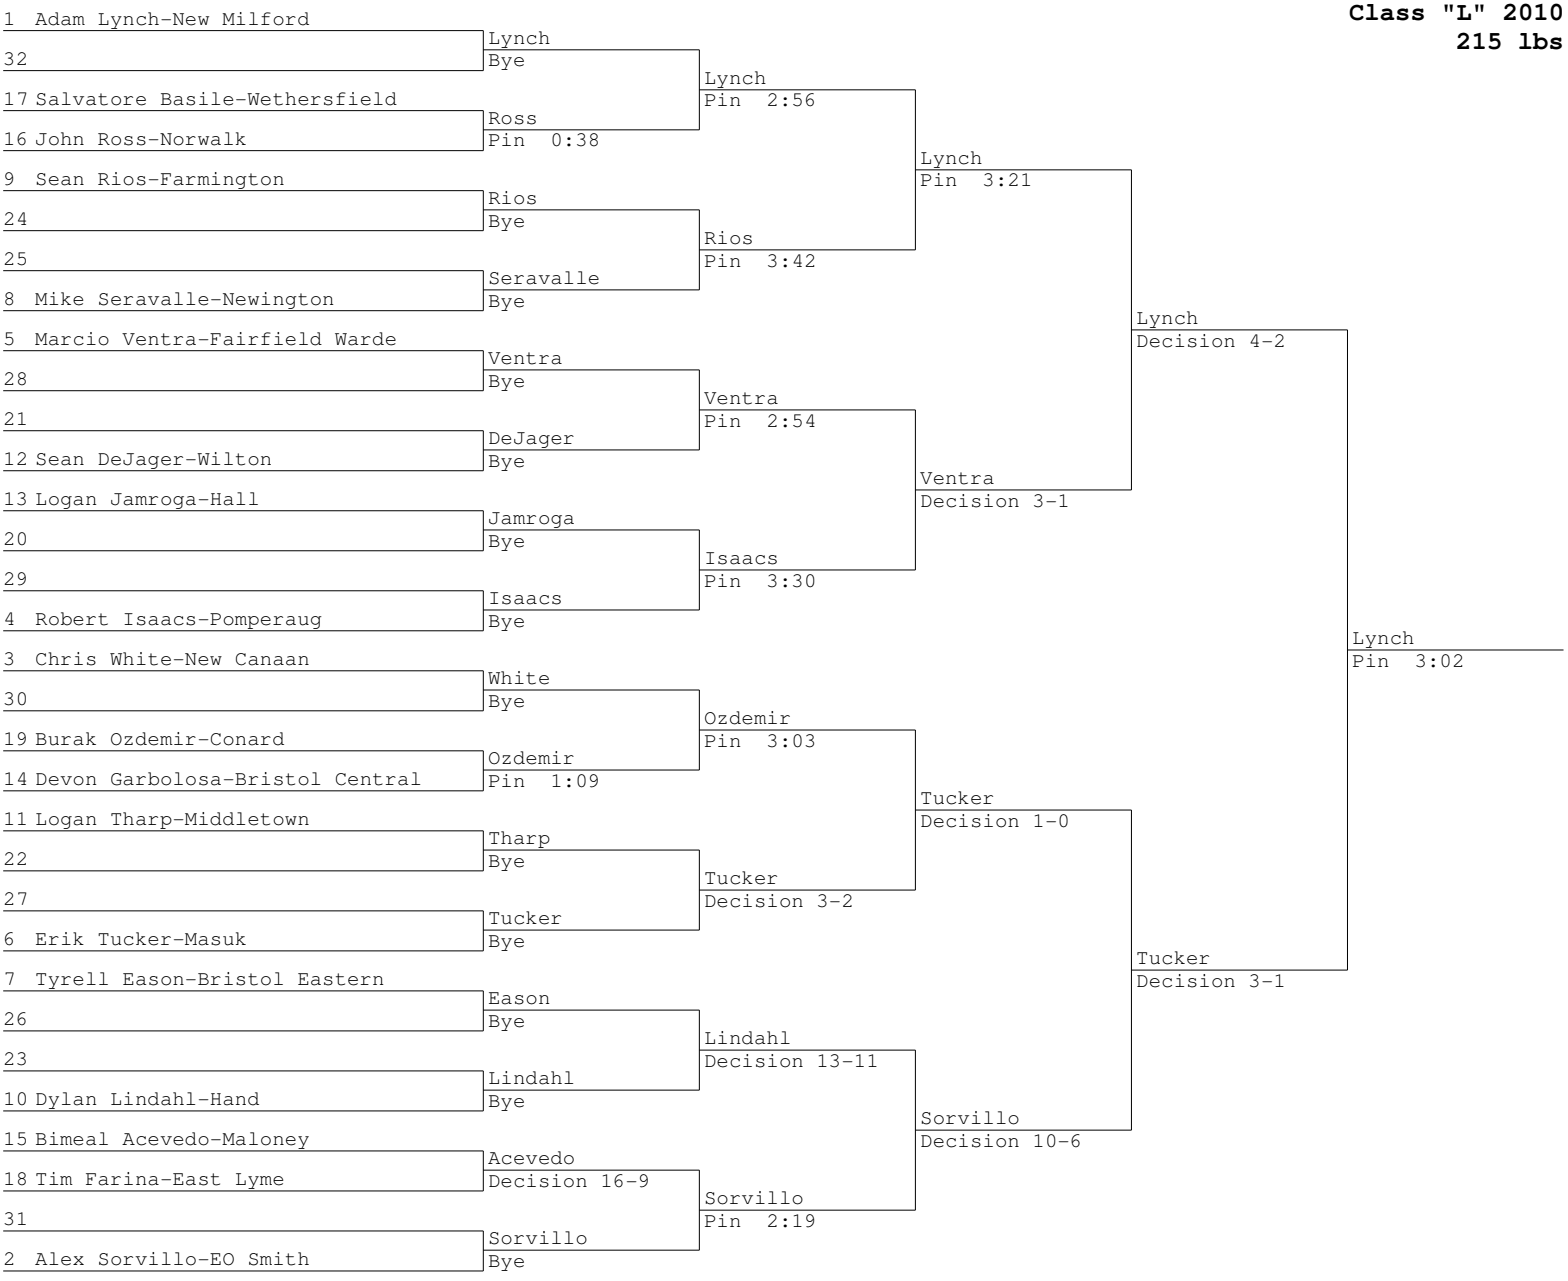 Class "L" 2010
215 lbs
1 Adam Lynch-New Milford
Lynch
32
Bye
Lynch
17 Salvatore Basile-Wethersfield
Pin 2:56
Ross
16 John Ross-Norwalk
Pin 0:38
Lynch
9 Sean Rios-Farmington
Pin 3:21
Rios
24
Bye
Rios
25
Pin 3:42
Seravalle
8 Mike Seravalle-Newington
Bye
Lynch
5 Marcio Ventra-Fairfield Warde
Decision 4-2
Ventra
28
Bye
Ventra
21
Pin 2:54
DeJager
12 Sean DeJager-Wilton
Bye
Ventra
13 Logan Jamroga-Hall
Decision 3-1
Jamroga
20
Bye
Isaacs
29
Pin 3:30
Isaacs
4 Robert Isaacs-Pomperaug
Bye
Lynch
3 Chris White-New Canaan
Pin 3:02
White
30
Bye
Ozdemir
19 Burak Ozdemir-Conard
Pin 3:03
Ozdemir
14 Devon Garbolosa-Bristol Central
Pin 1:09
Tucker
11 Logan Tharp-Middletown
Decision 1-0
Tharp
22
Bye
Tucker
27
Decision 3-2
Tucker
6 Erik Tucker-Masuk
Bye
Tucker
7 Tyrell Eason-Bristol Eastern
Decision 3-1
Eason
26
Bye
Lindahl
23
Decision 13-11
Lindahl
10 Dylan Lindahl-Hand
Bye
Sorvillo
15 Bimeal Acevedo-Maloney
Decision 10-6
Acevedo
18 Tim Farina-East Lyme
Decision 16-9
Sorvillo
31
Pin 2:19
Sorvillo
2 Alex Sorvillo-EO Smith
Bye